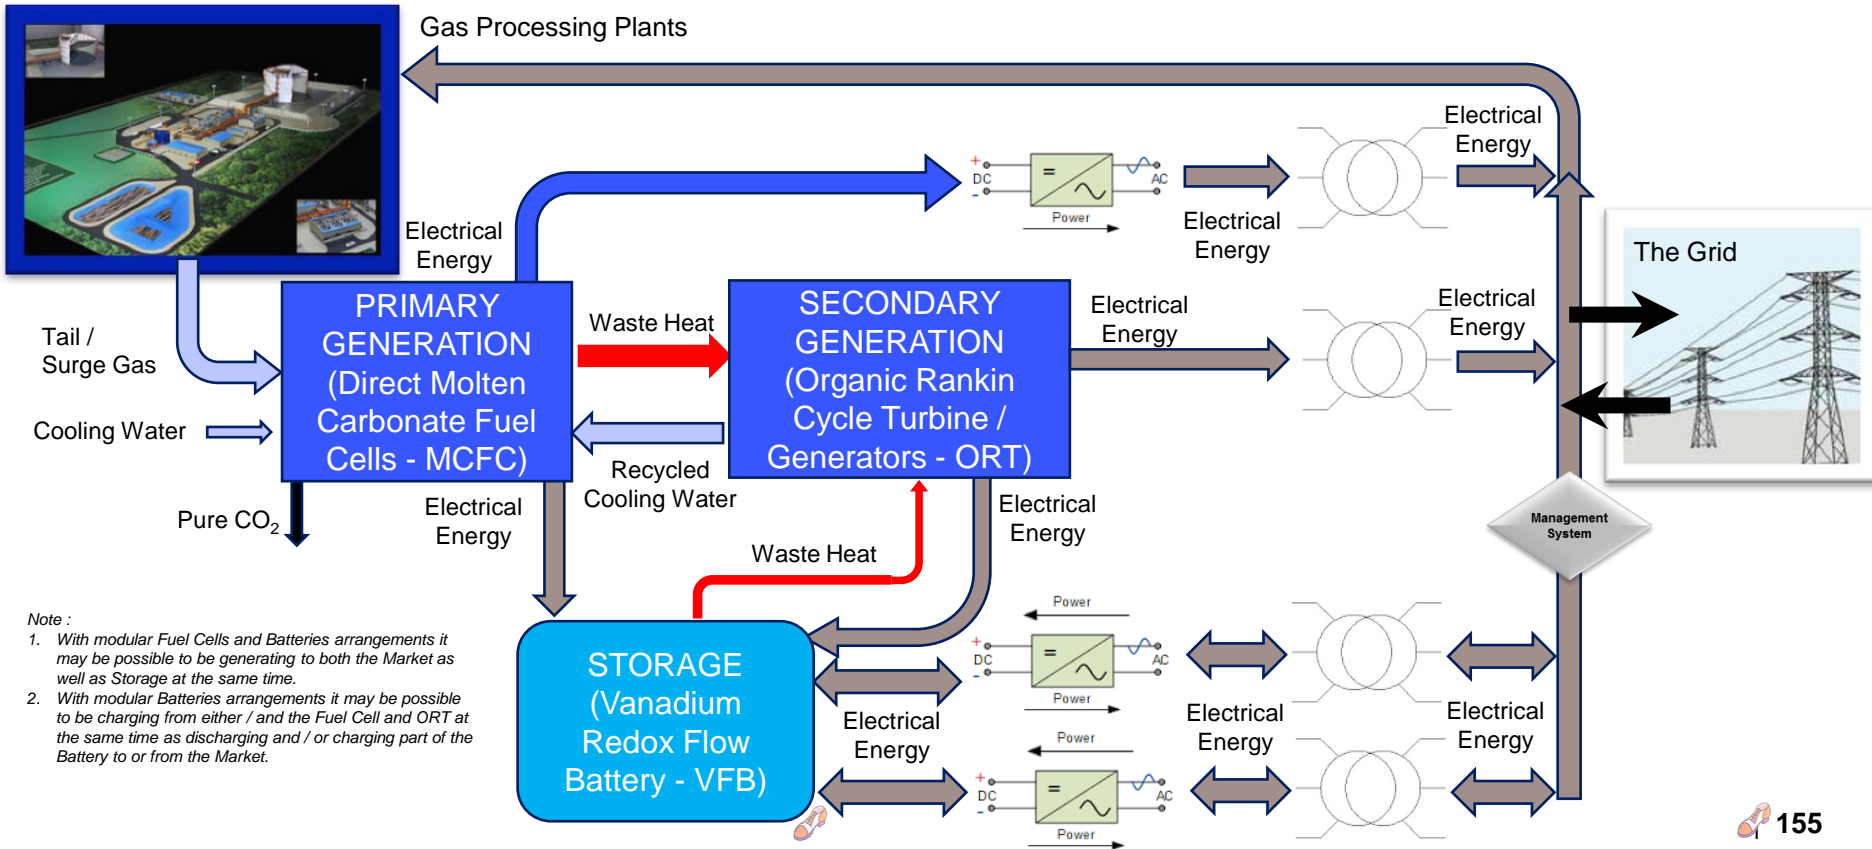 Gas Processing Plants
Electrical
Energy
+
DC
-
=
AC
Power
Electrical
Energy
Electrical
Energy
The Grid
Tail /
Surge Gas
Cooling Water
Pure CO2
PRIMARY
GENERATION
(Direct Molten
Carbonate Fuel
Cells - MCFC)
Waste Heat
Recycled
Cooling Water
SECONDARY
GENERATION
(Organic Rankin
Cycle Turbine /
Generators - ORT)
Electrical
Energy
Electrical
Energy
Electrical
Energy
Waste Heat
Electrical
Energy
Management
System
Note :
1. With modular Fuel Cells and Batteries arrangements it
may be possible to be generating to both the Market as
well as Storage at the same time.
2. With modular Batteries arrangements it may be possible
to be charging from either / and the Fuel Cell and ORT at
the same time as discharging and / or charging part of the
Battery to or from the Market.
STORAGE
(Vanadium
Redox Flow
Battery - VFB)
Power
+
DC
-
=
AC
Power
Electrical
Energy
Power
+
DC
-
=
AC
Power
Electrical
Energy
Electrical
Energy
155